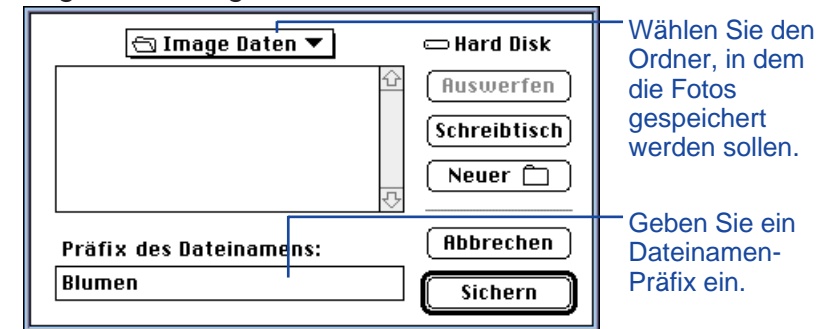 Image Daten
Hard Disk
Auswerfen
Schreibtisch
Neuer
Präfix des Dateinamens:
Blumen
Abbrechen
Sichern
Wählen Sie den
Ordner, in dem
die Fotos
gespeichert
werden sollen.
Geben Sie ein
Dateinamen-
Präfix ein.